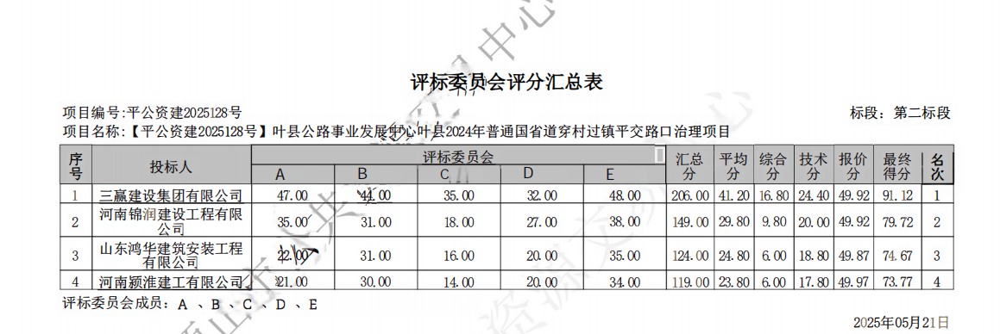 评标委员会评分汇总表
项目编号:平公资建2025128号 标段：第二标段
项目名称:【平公资建2025128号】叶县公路事业发展中心叶县2024年普通国省道穿村过镇平交路口治理项目
序号 投标人 评标委员会 汇总分 平均分 综合分 技术分 报价分 最终得分 名次
A B C D E
1 三赢建设集团有限公司 47.00 44.00 35.00 32.00 48.00 206.00 41.20 16.80 24.40 49.92 91.12 1
2 河南锦润建设工程有限公司 35.00 31.00 18.00 27.00 38.00 149.00 29.80 9.80 20.00 49.92 79.72 2
3 山东鸿华建筑安装工程有限公司 22.00 31.00 16.00 20.00 35.00 124.00 24.80 6.00 18.80 49.87 74.67 3
4 河南颍淮建工有限公司 21.00 30.00 14.00 20.00 34.00 119.00 23.80 6.00 17.80 49.97 73.77 4
评标委员会成员：A 、B 、C 、D 、E
2025年05月21日